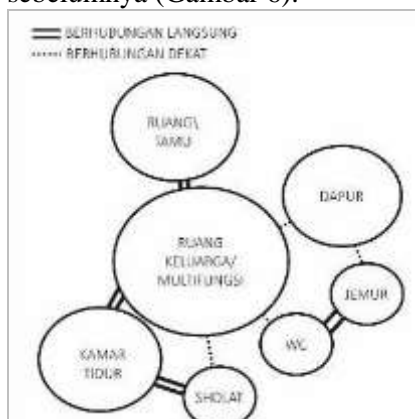 sebelumnya (Gambar 6).
BERHUBUNGAN LANGSUNG
BERHUBUNGAN DEKAT
RUANG
TAMU
DAPUR
RUANG
KELUARGA/
MULTIFUNGSI
JEMUR
WC
KAMAR
TIDUR
SHOLAT